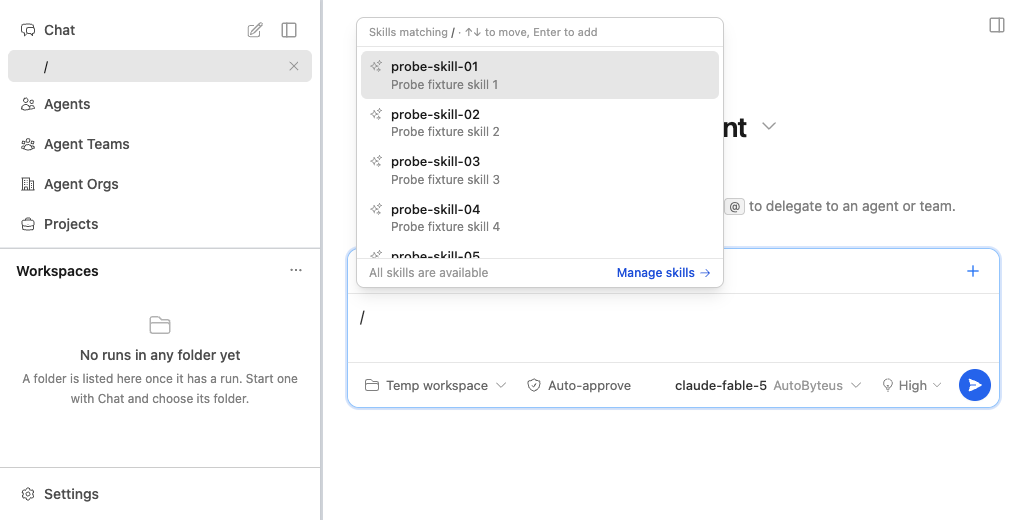 Chat
/
Agents
Agent Teams
Agent Orgs
Projects
Workspaces
No runs in any folder yet
A folder is listed here once it has a run. Start one
with Chat and choose its folder.
Settings
Skills matching / · ↑↓ to move, Enter to add
probe-skill-01
Probe fixture skill 1
probe-skill-02
Probe fixture skill 2
probe-skill-03
Probe fixture skill 3
probe-skill-04
Probe fixture skill 4
probe-skill-05
All skills are available
Manage skills →
nt
@ to delegate to an agent or team.
/
Temp workspace
Auto-approve
claude-fable-5 AutoByteus
High